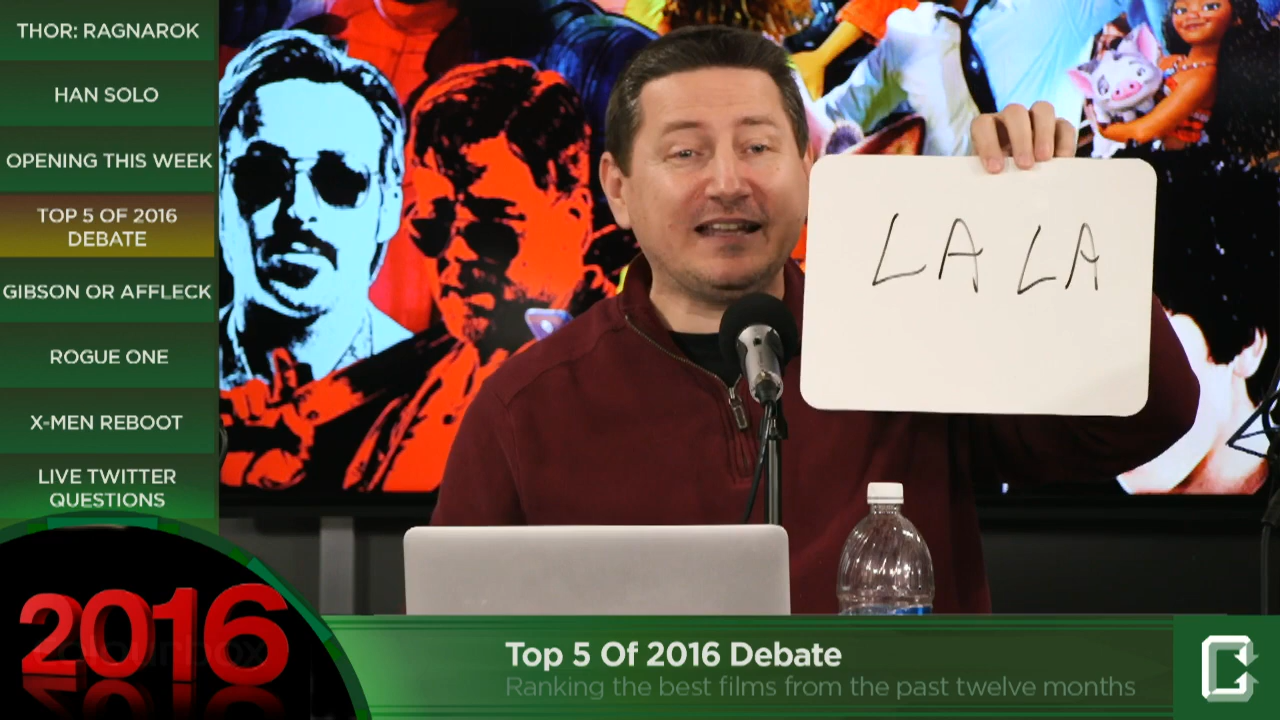 THOR: RAGNAROK
HAN SOLO
OPENING THIS WEEK
TOP 5 OF 2016
DEBATE
GIBSON OR AFFLECK
ROGUE ONE
X-MEN REBOOT
LIVE TWITTER
QUESTIONS
LA LA
2016
Top 5 Of 2016 Debate
Ranking the best films from the past twelve months